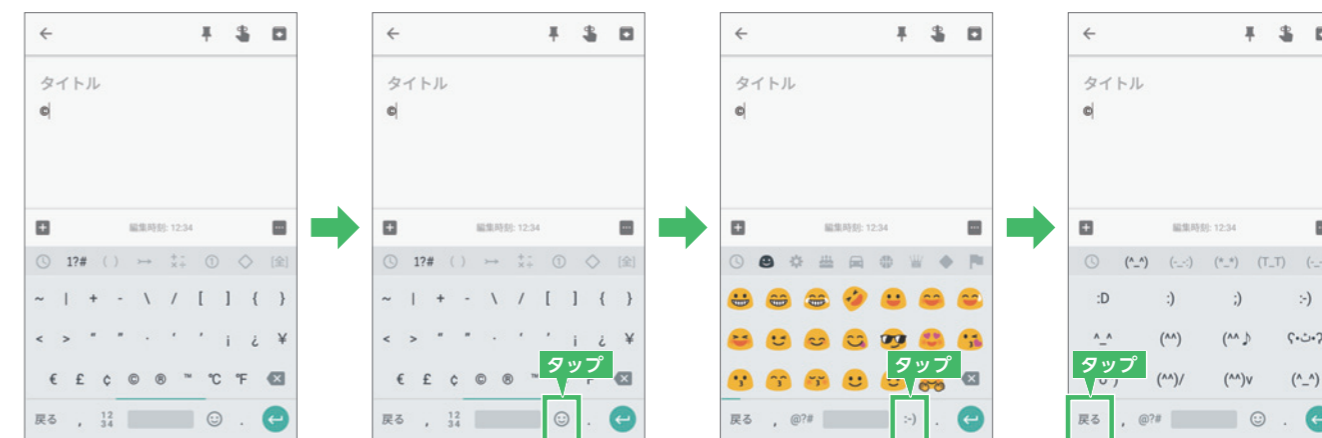 タイトル
©
編集時刻: 12:34
1?# ( ) [金]
~ | + - \ / [ ] { }
< > “ ” · ‘ ’ ¡ ¿ ¥
€ £ ¢ © ® ™ ℃ ℉
戻る , 12 34 .
タイトル
©
編集時刻: 12:34
1?# ( ) [金]
~ | + - \ / [ ] { }
< > “ ” · ‘ ’ ¡ ¿ ¥
タップ
€ £ ¢ © ® ™
戻る , 12 34 .
タイトル
©
編集時刻: 12:34
タップ
戻る , @?# :-) .
タイトル
©
編集時刻: 12:34
(^_^) (-_-;) (*_*) (T_T)
:D :) ;) :-)
^_^ (^^) (^^♪
タップ
(^^)/ (^^)v (^_^)
戻る , @?# .